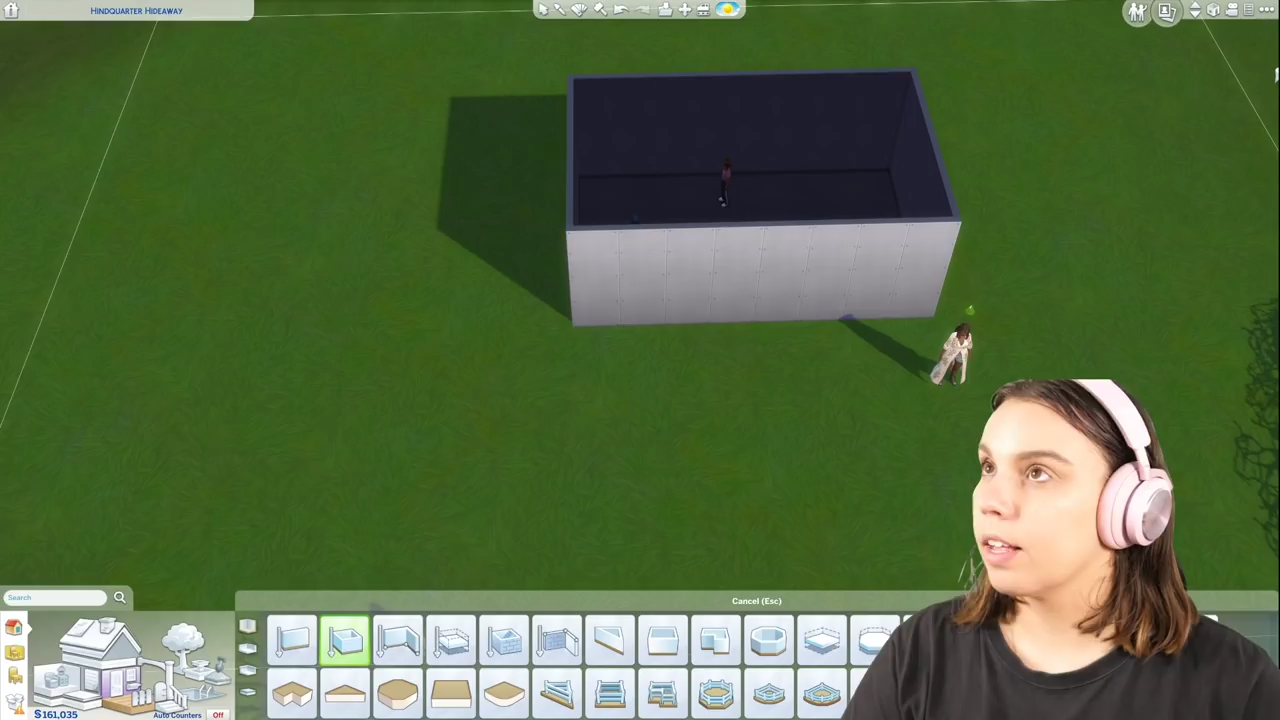 HINDQUARTER HIDEAWAY
Cancel (Esc)
Search
$161,035
Auto Counters
Off